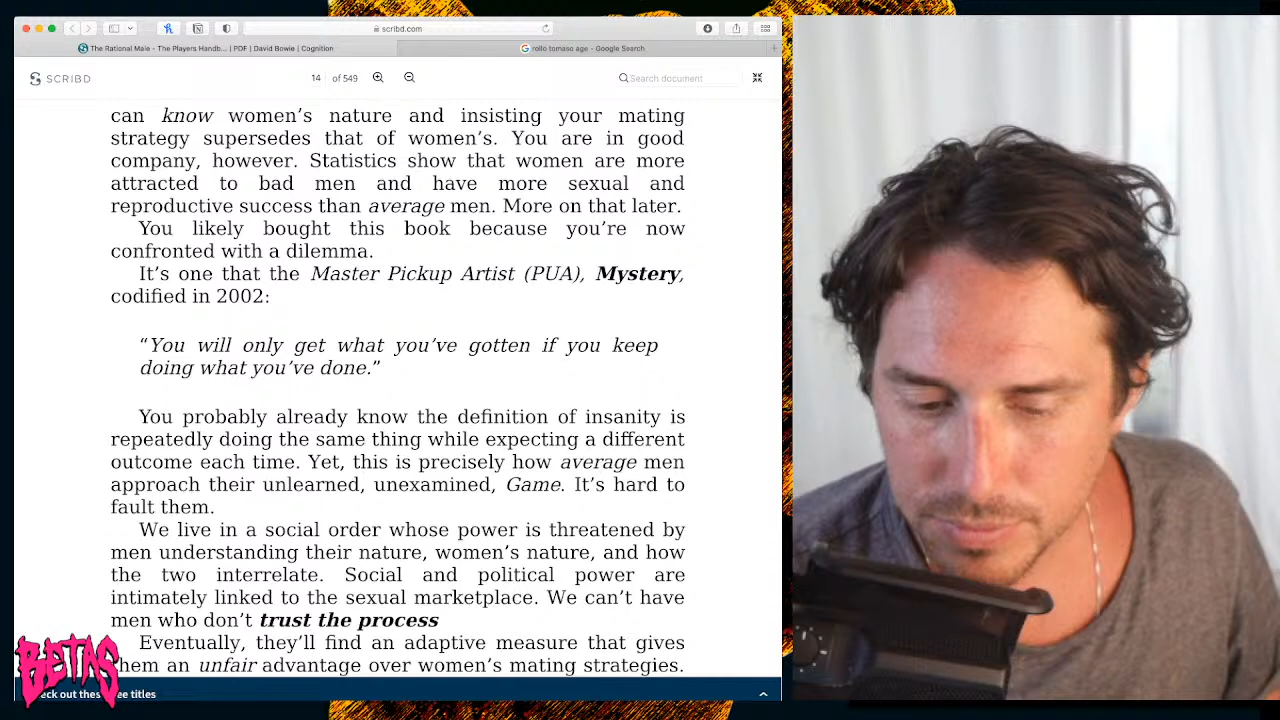 scribd.com
The Rational Male - The Players Handb... | PDF | David Bowie | Cognition
rollo tomaso age - Google Search
SCRIBD
14 of 549
Search document
can know women’s nature and insisting your mating
strategy supersedes that of women’s. You are in good
company, however. Statistics show that women are more
attracted to bad men and have more sexual and
reproductive success than average men. More on that later.
You likely bought this book because you’re now
confronted with a dilemma.
It’s one that the Master Pickup Artist (PUA), Mystery,
codified in 2002:
“You will only get what you’ve gotten if you keep
doing what you’ve done.”
You probably already know the definition of insanity is
repeatedly doing the same thing while expecting a different
outcome each time. Yet, this is precisely how average men
approach their unlearned, unexamined, Game. It’s hard to
fault them.
We live in a social order whose power is threatened by
men understanding their nature, women’s nature, and how
the two interrelate. Social and political power are
intimately linked to the sexual marketplace. We can’t have
men who don’t trust the process
Eventually, they’ll find an adaptive measure that gives
them an unfair advantage over women’s mating strategies.
BETAS
eck out thes ee titles